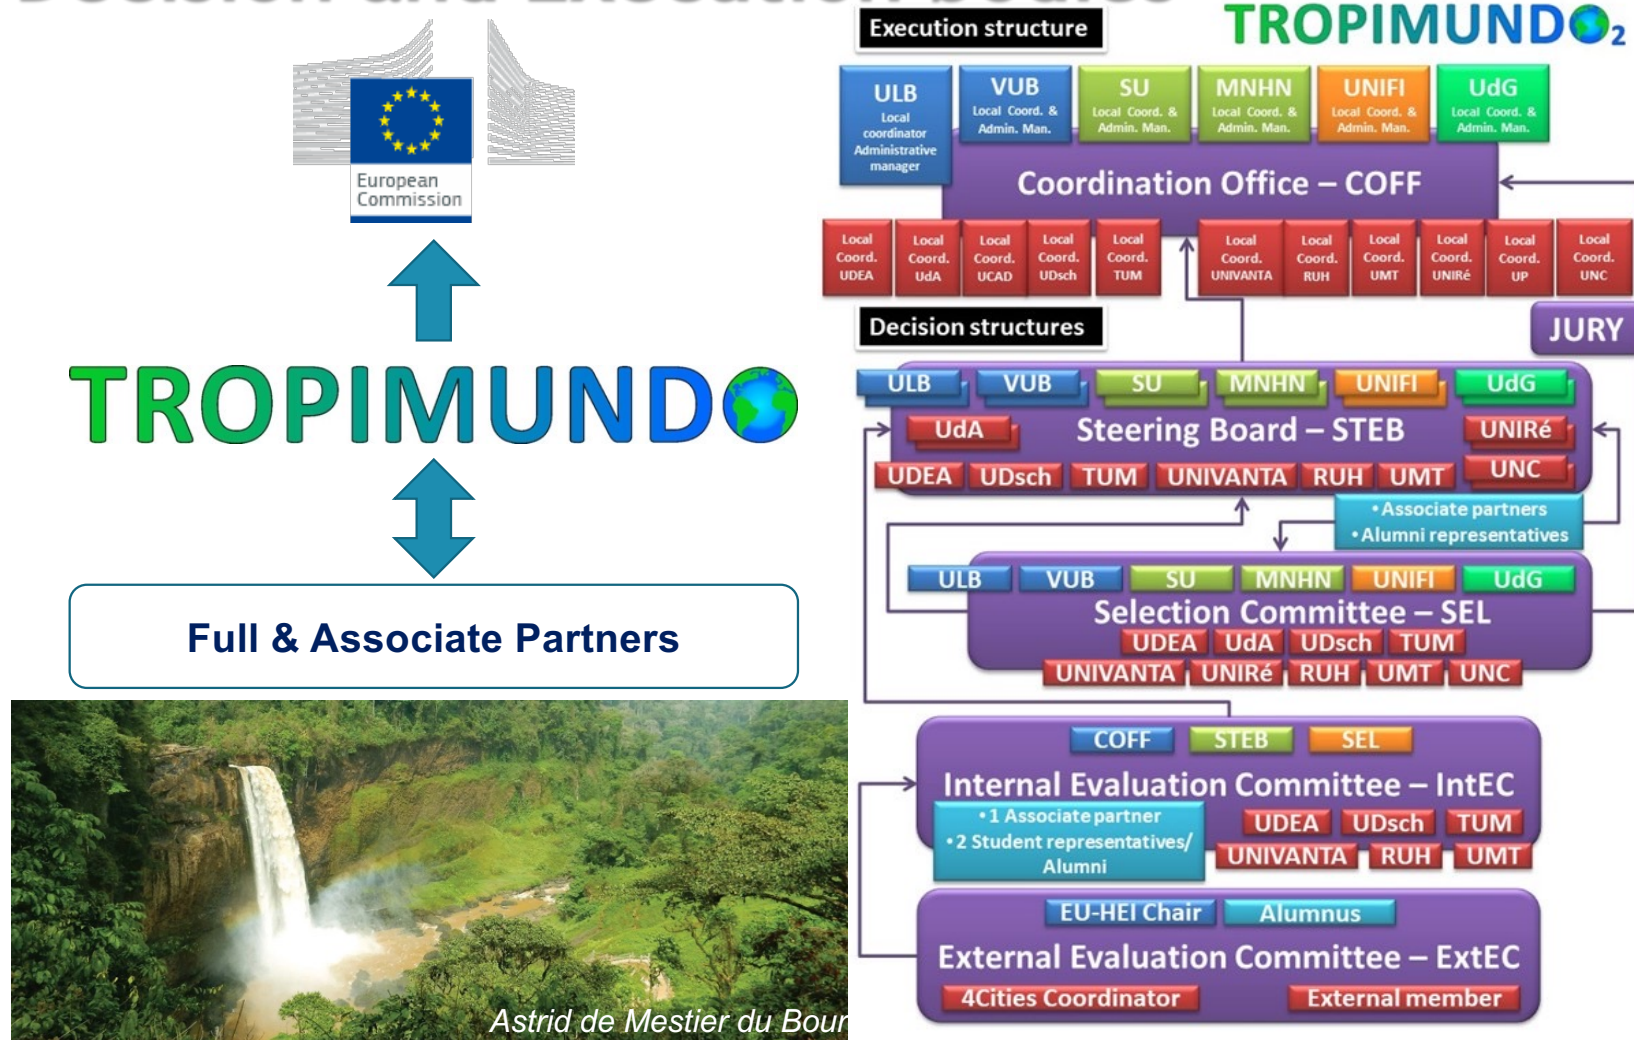 Decision and Execution bodies
European
Commission
TROPIMUNDO
Full & Associate Partners
Astrid de Mestier du Bour
Execution structure
TROPIMUNDO2
ULB
Local
coordinator
Administrative
manager
VUB
Local Coord. &
Admin. Man.
SU
Local Coord. &
Admin. Man.
MNHN
Local Coord. &
Admin. Man.
UNIFI
Local Coord. &
Admin. Man.
UdG
Local Coord. &
Admin. Man.
Coordination Office – COFF
Local
Coord.
UDEA
Local
Coord.
UdA
Local
Coord.
UCAD
Local
Coord.
UDsch
Local
Coord.
TUM
Local
Coord.
UNIVANTA
Local
Coord.
RUH
Local
Coord.
UMT
Local
Coord.
UNIRé
Local
Coord.
UP
Local
Coord.
UNC
Decision structures
JURY
ULB VUB SU MNHN UNIFI UdG
UdA Steering Board – STEB UNIRé
UDEA UDsch TUM UNIVANTA RUH UMT UNC
• Associate partners
• Alumni representatives
ULB VUB SU MNHN UNIFI UdG
Selection Committee – SEL
UDEA UdA UDsch TUM
UNIVANTA UNIRé RUH UMT UNC
COFF STEB SEL
Internal Evaluation Committee – IntEC
• 1 Associate partner
• 2 Student representatives/
Alumni
UDEA UDsch TUM
UNIVANTA RUH UMT
EU-HEI Chair Alumnus
External Evaluation Committee – ExtEC
4Cities Coordinator External member